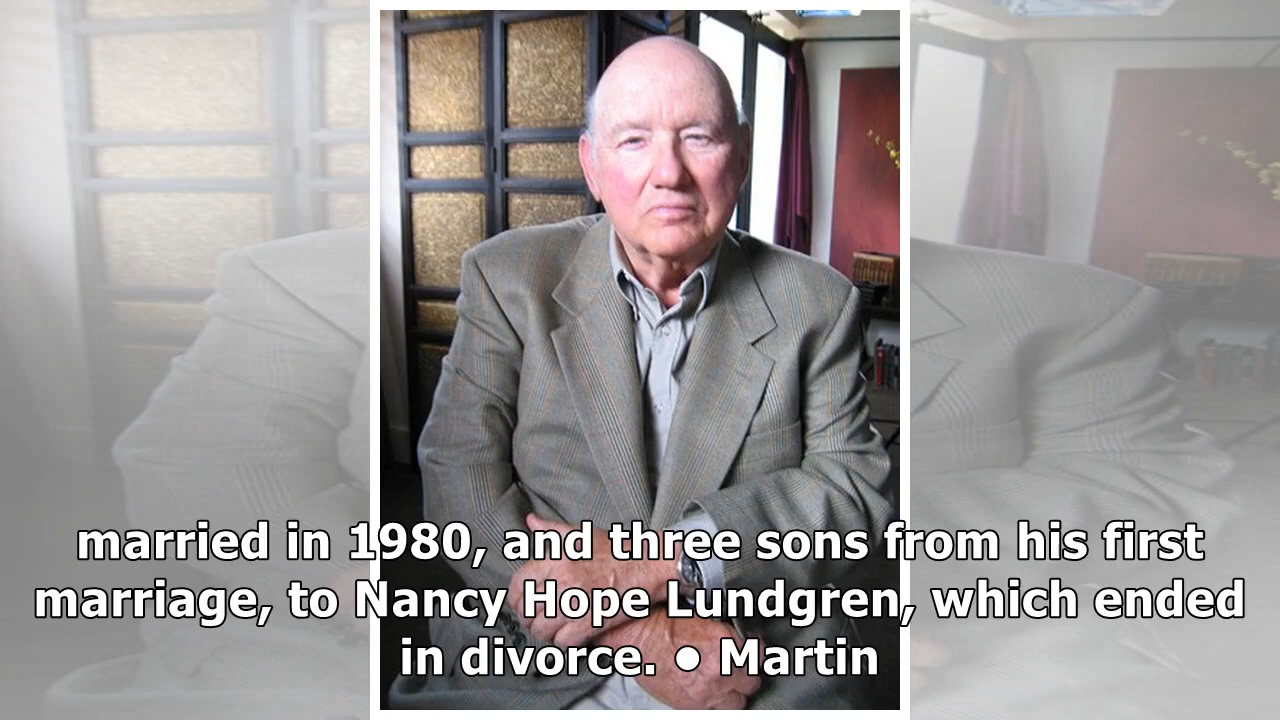 married in 1980, and three sons from his first
marriage, to Nancy Hope Lundgren, which ended
in divorce. ● Martin